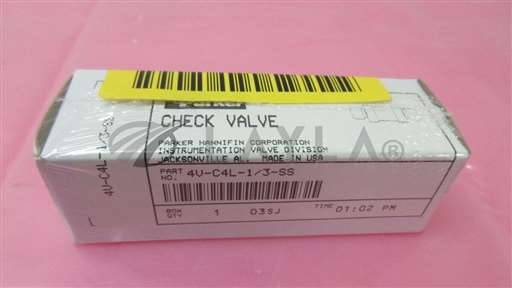 Parker
CHECK VALVE
PARKER HANNIFIN CORPORATION
INSTRUMENTATION VALVE DIVISION
JACKSONVILLE AL. MADE IN USA
PART NO. 4V-C4L-1/3-SS
BOX QTY 1 03SJ TIME 01:02 PM
4V-C4L-1/3-SS